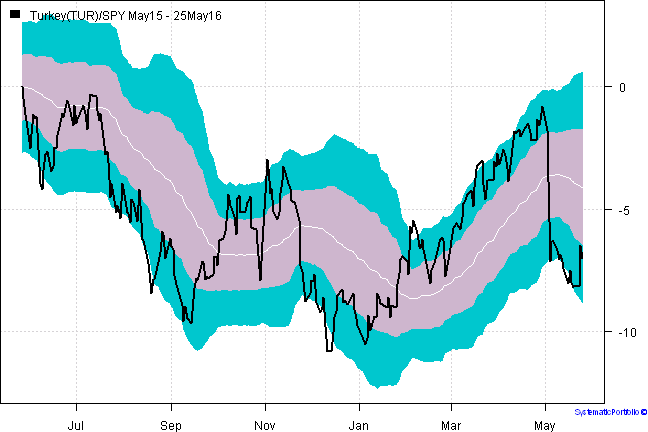 Turkey(TUR)/SPY May15 - 25May16
0
-5
-10
Jul Sep Nov Jan Mar May
SystematicPortfolio ©